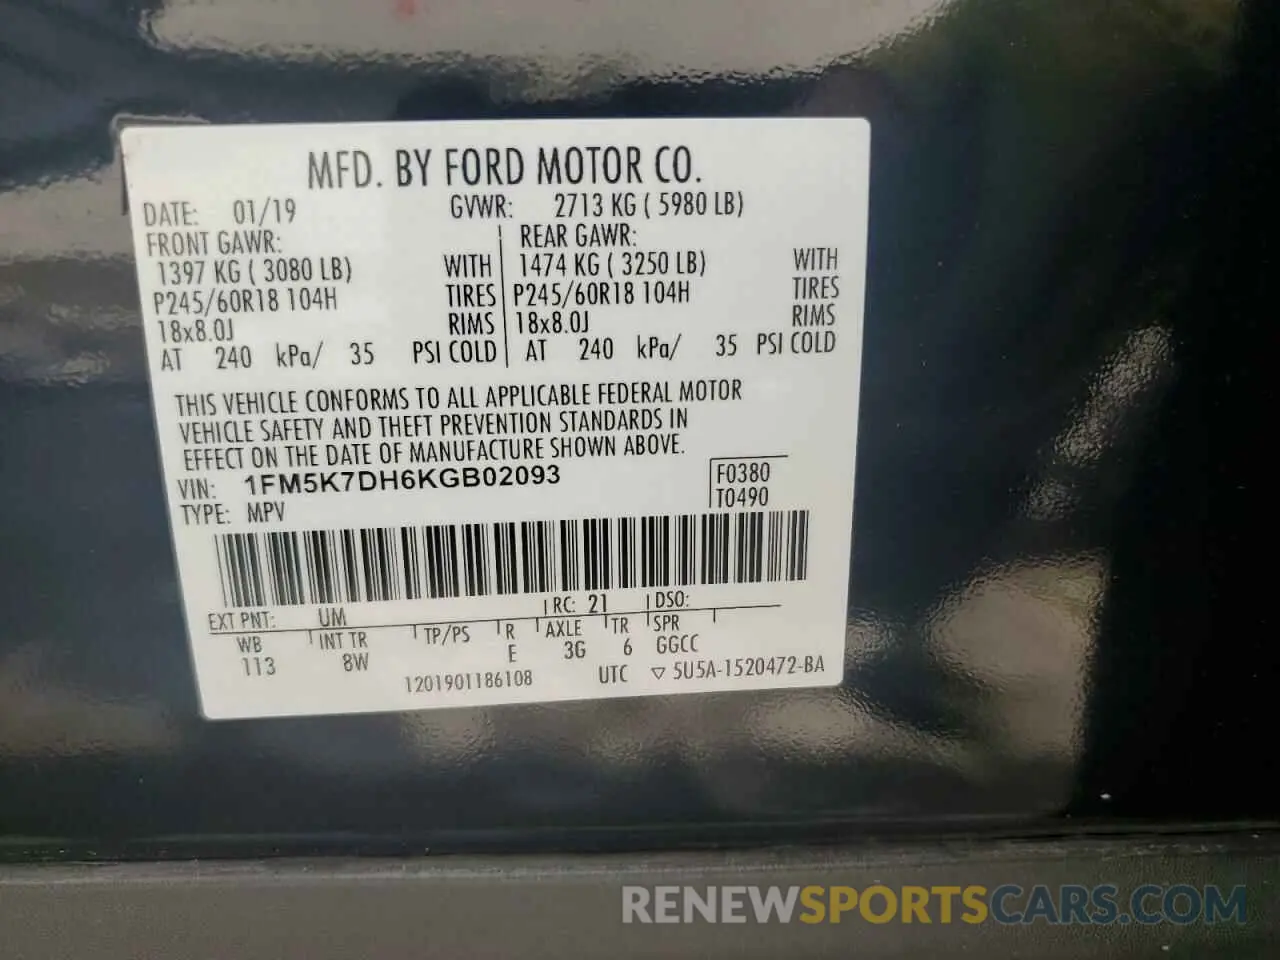 MFD. BY FORD MOTOR CO.
DATE: 01/19 GVWR: 2713 KG ( 5980 LB)
FRONT GAWR: REAR GAWR:
1397 KG ( 3080 LB) WITH 1474 KG ( 3250 LB) WITH
P245/60R18 104H TIRES P245/60R18 104H TIRES
18x8.0J RIMS 18x8.0J RIMS
AT 240 kPa/ 35 PSI COLD AT 240 kPa/ 35 PSI COLD
THIS VEHICLE CONFORMS TO ALL APPLICABLE FEDERAL MOTOR
VEHICLE SAFETY AND THEFT PREVENTION STANDARDS IN
EFFECT ON THE DATE OF MANUFACTURE SHOWN ABOVE.
VIN: 1FM5K7DH6KGB02093 F0380
TYPE: MPV T0490
EXT PNT: UM RC: 21 DSO:
WB INT TR TP/PS R AXLE TR SPR
113 8W E 3G 6 GGCC
1201901186108 UTC ▽ 5U5A-1520472-BA
RENEWSPORTSCARS.COM